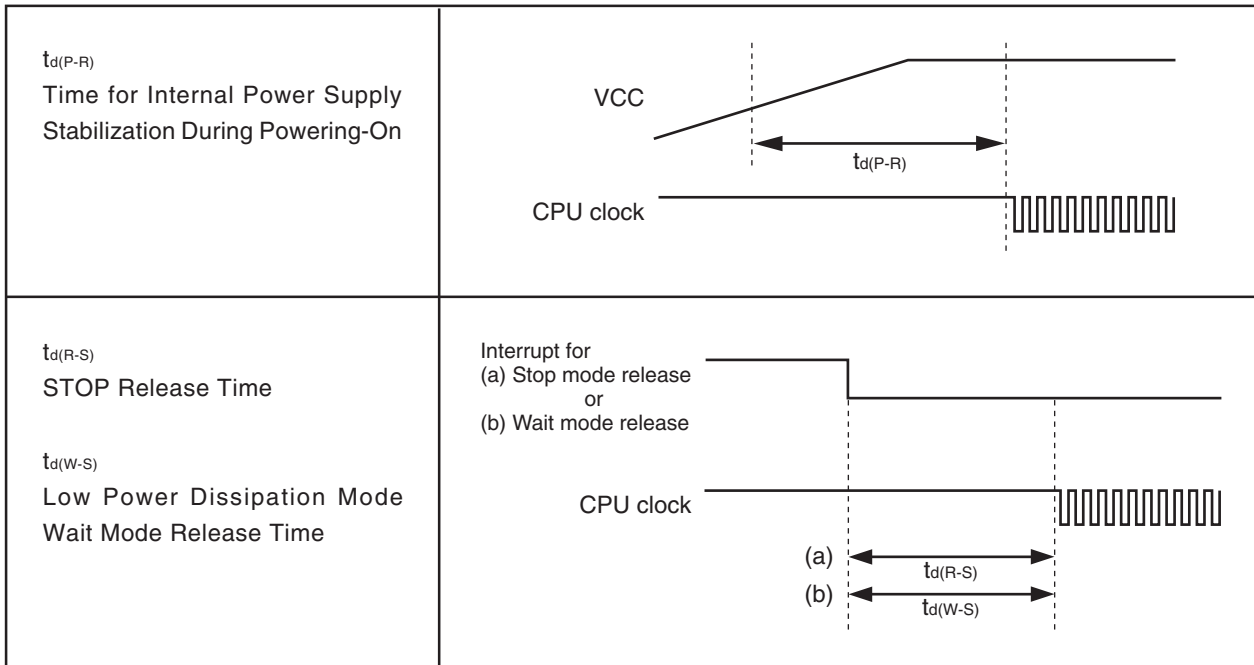 td(P-R)
Time for Internal Power Supply
Stabilization During Powering-On
VCC
td(P-R)
CPU clock
td(R-S)
STOP Release Time
td(W-S)
Low Power Dissipation Mode
Wait Mode Release Time
Interrupt for
(a) Stop mode release
or
(b) Wait mode release
CPU clock
(a)
td(R-S)
(b)
td(W-S)